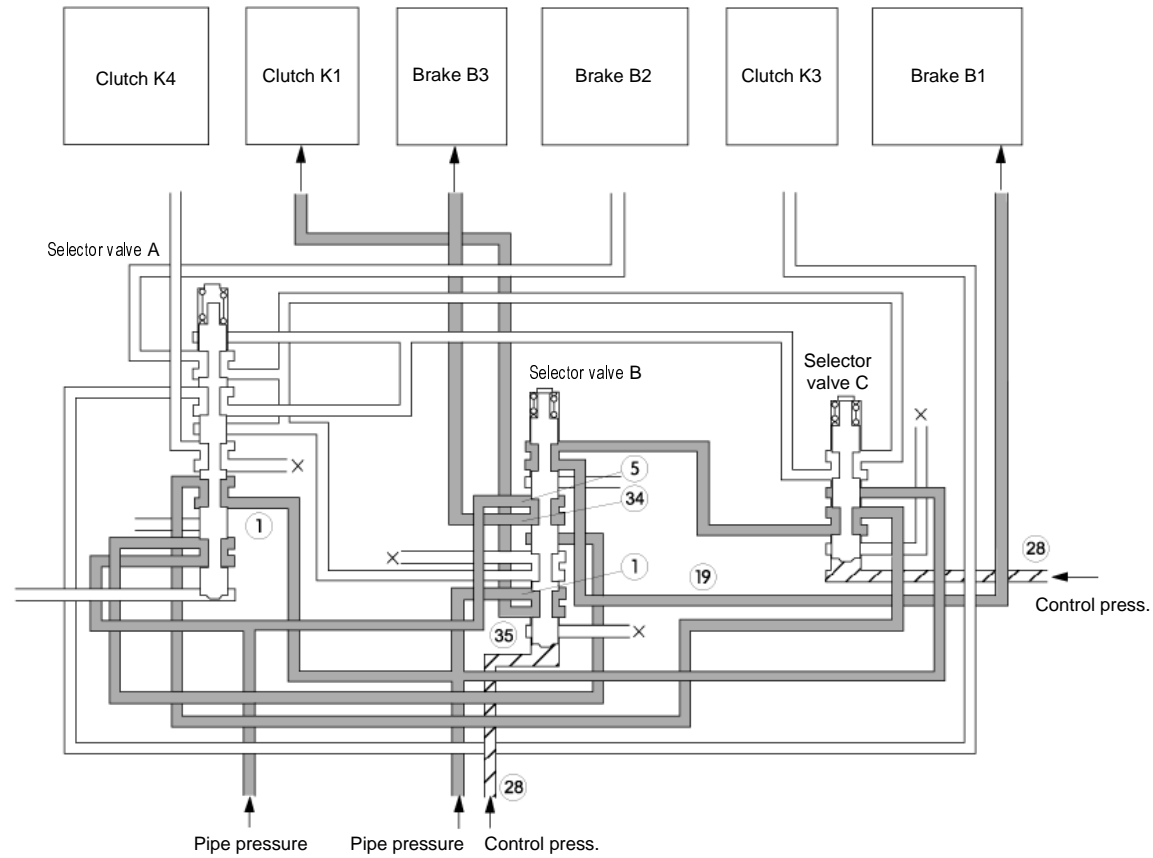 Clutch K4
Clutch K1
Brake B3
Brake B2
Clutch K3
Brake B1
Selector valve A
Selector valve B
Selector
valve C
×
5
×
34
1
×
1
28
19
Control press.
35
×
28
Pipe pressure
Pipe pressure
Control press.